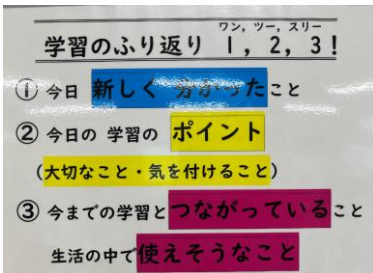 ワン, ツー, スリー
学習のふり返り 1, 2, 3!
① 今日 新しく 分かったこと
② 今日の 学習の ポイント
(大切なこと・気を付けること)
③ 今までの学習とつながっていること
生活の中で使えそうなこと